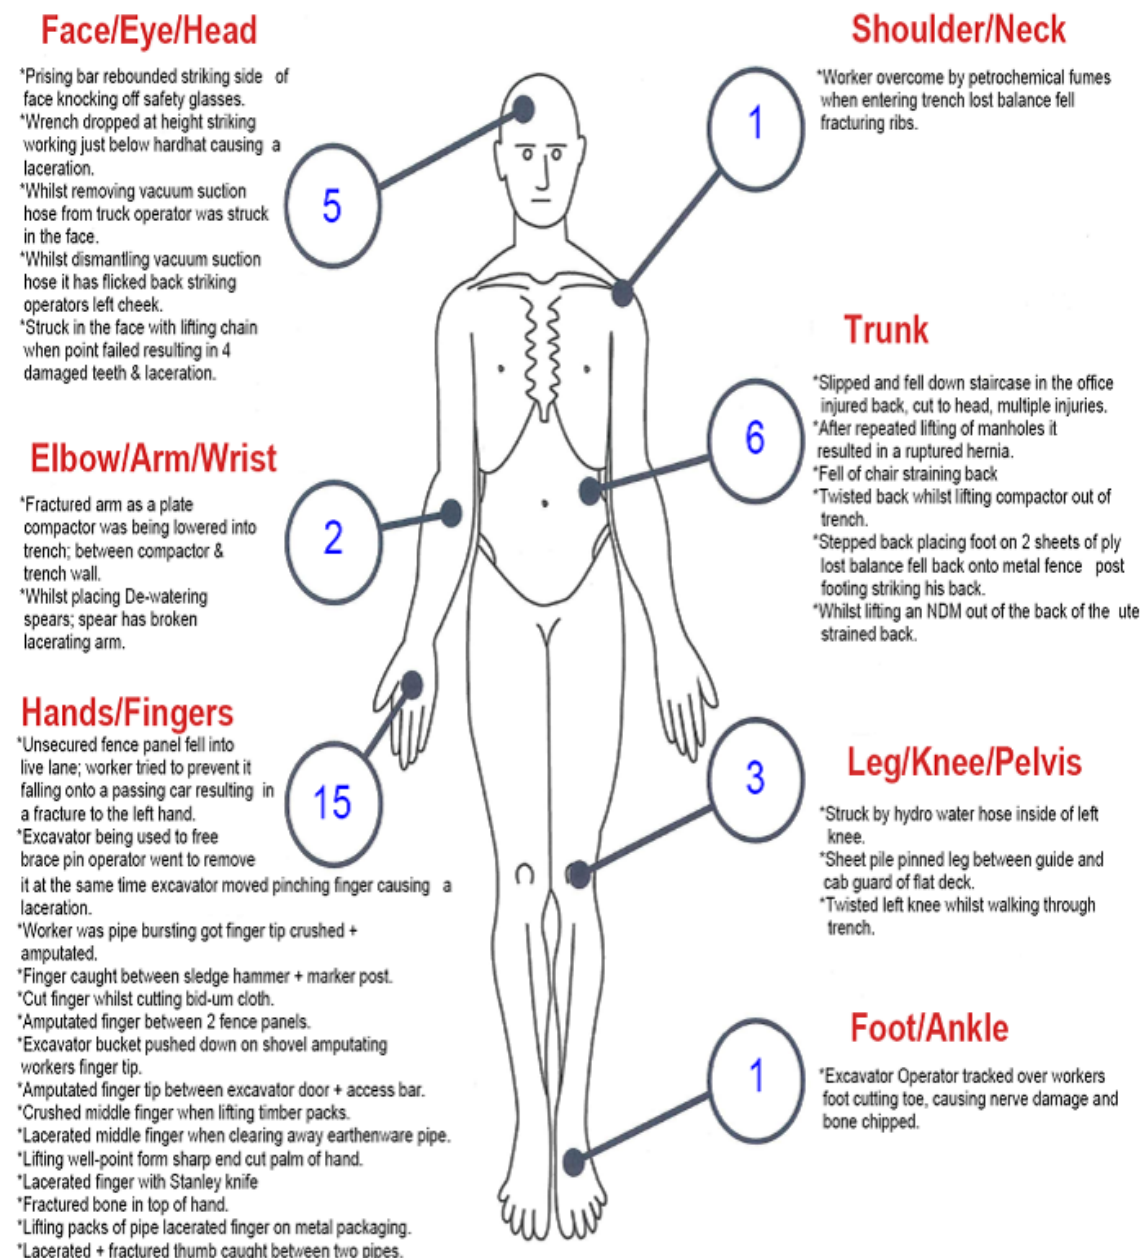 Face/Eye/Head
*Prising bar rebounded striking side of
face knocking off safety glasses.
*Wrench dropped at height striking
working just below hardhat causing a
laceration.
*Whilst removing vacuum suction
hose from truck operator was struck
in the face.
*Whilst dismantling vacuum suction
hose it has flicked back striking
operators left cheek.
*Struck in the face with lifting chain
when point failed resulting in 4
damaged teeth & laceration.
5
Elbow/Arm/Wrist
*Fractured arm as a plate
compactor was being lowered into
trench; between compactor &
trench wall.
*Whilst placing De-watering
spears; spear has broken
lacerating arm.
2
Hands/Fingers
*Unsecured fence panel fell into
live lane; worker tried to prevent it
falling onto a passing car resulting in
a fracture to the left hand.
*Excavator being used to free
brace pin operator went to remove
it at the same time excavator moved pinching finger causing a
laceration.
*Worker was pipe bursting got finger tip crushed +
amputated.
*Finger caught between sledge hammer + marker post.
*Cut finger whilst cutting bid-um cloth.
*Amputated finger between 2 fence panels.
*Excavator bucket pushed down on shovel amputating
workers finger tip.
*Amputated finger tip between excavator door + access bar.
*Crushed middle finger when lifting timber packs.
*Lacerated middle finger when clearing away earthenware pipe.
*Lifting well-point form sharp end cut palm of hand.
*Lacerated finger with Stanley knife
*Fractured bone in top of hand.
*Lifting packs of pipe lacerated finger on metal packaging.
*Lacerated + fractured thumb caught between two pipes.
15
Shoulder/Neck
*Worker overcome by petrochemical fumes
when entering trench lost balance fell
fracturing ribs.
1
Trunk
*Slipped and fell down staircase in the office
injured back, cut to head, multiple injuries.
*After repeated lifting of manholes it
resulted in a ruptured hernia.
*Fell of chair straining back
*Twisted back whilst lifting compactor out of
trench.
*Stepped back placing foot on 2 sheets of ply
lost balance fell back onto metal fence post
footing striking his back.
*Whilst lifting an NDM out of the back of the ute
strained back.
6
Leg/Knee/Pelvis
*Struck by hydro water hose inside of left
knee.
*Sheet pile pinned leg between guide and
cab guard of flat deck.
*Twisted left knee whilst walking through
trench.
3
Foot/Ankle
*Excavator Operator tracked over workers
foot cutting toe, causing nerve damage and
bone chipped.
1